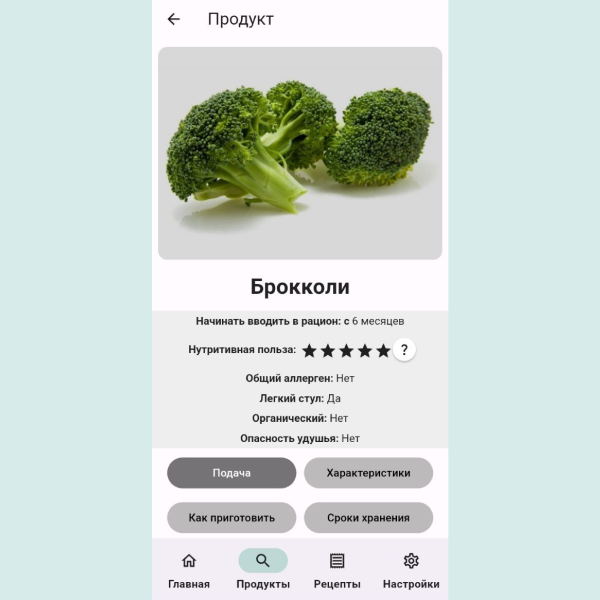 Продукт
Брокколи
Начинать вводить в рацион: с 6 месяцев
Нутритивная польза: ?
Общий аллерген: Нет
Легкий стул: Да
Органический: Нет
Опасность удушья: Нет
Подача Характеристики
Как приготовить Сроки хранения
Главная Продукты Рецепты Настройки